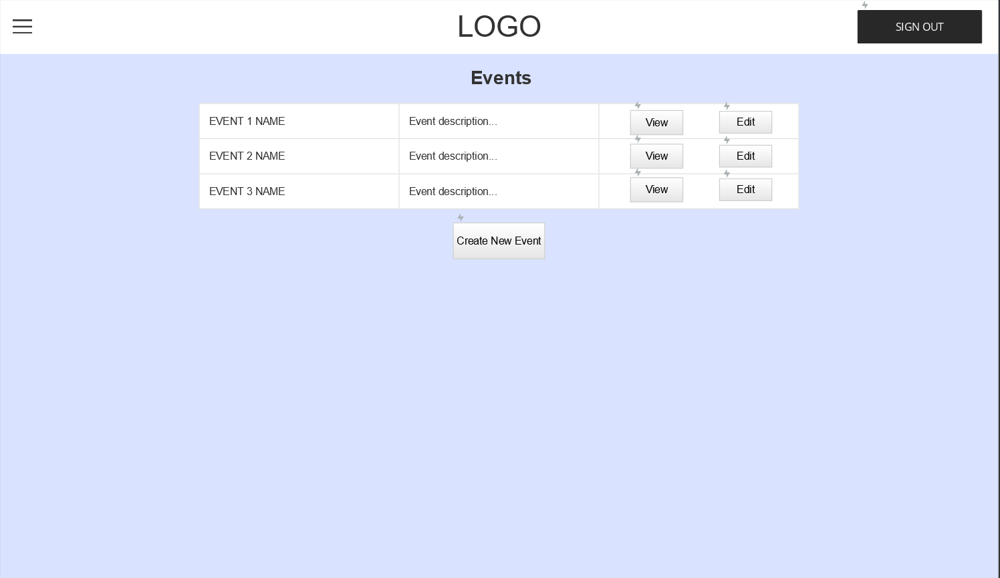 LOGO
SIGN OUT
Events
EVENT 1 NAME Event description... View Edit
EVENT 2 NAME Event description... View Edit
EVENT 3 NAME Event description... View Edit
Create New Event